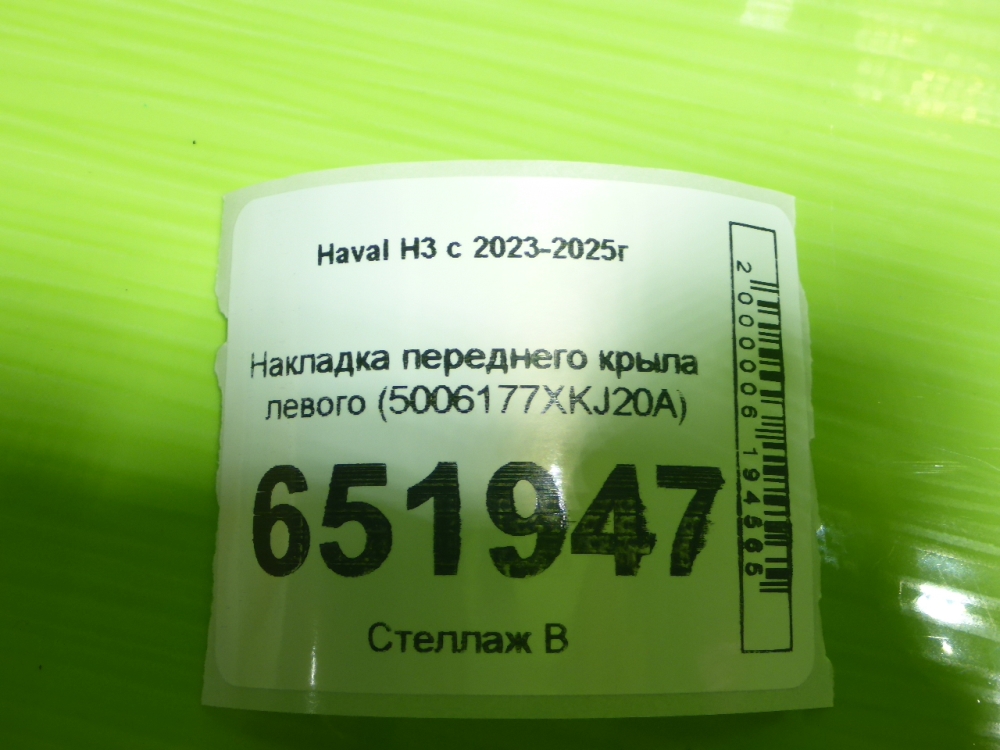 Haval H3 с 2023-2025г
Накладка переднего крыла
левого (5006177XKJ20A)
651947
Стеллаж В
2000006194565